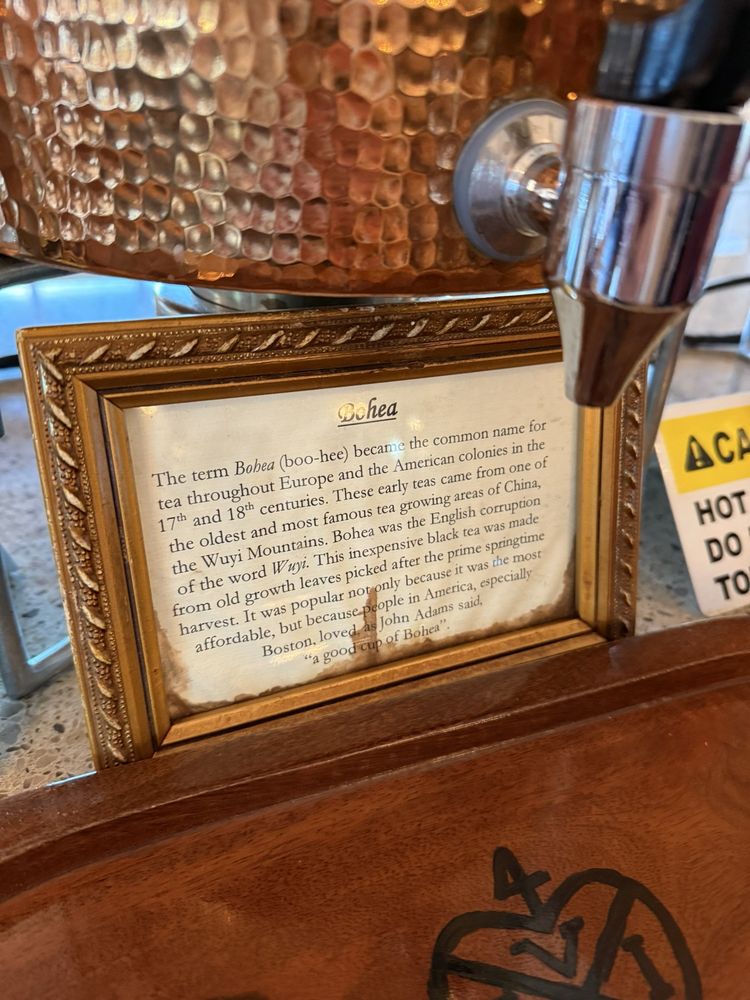 Bohea
The term Bohea (boo-hee) became the common name for
tea throughout Europe and the American colonies in the
17th and 18th centuries. These early teas came from one of
the oldest and most famous tea growing areas of China,
the Wuyi Mountains. Bohea was the English corruption
of the word Wuyi. This inexpensive black tea was made
from old growth leaves picked after the prime springtime
harvest. It was popular not only because it was the most
affordable, but because people in America, especially
Boston, loved, as John Adams said,
“a good cup of Bohea”.
CA
HOT
DO
TO
4
V I